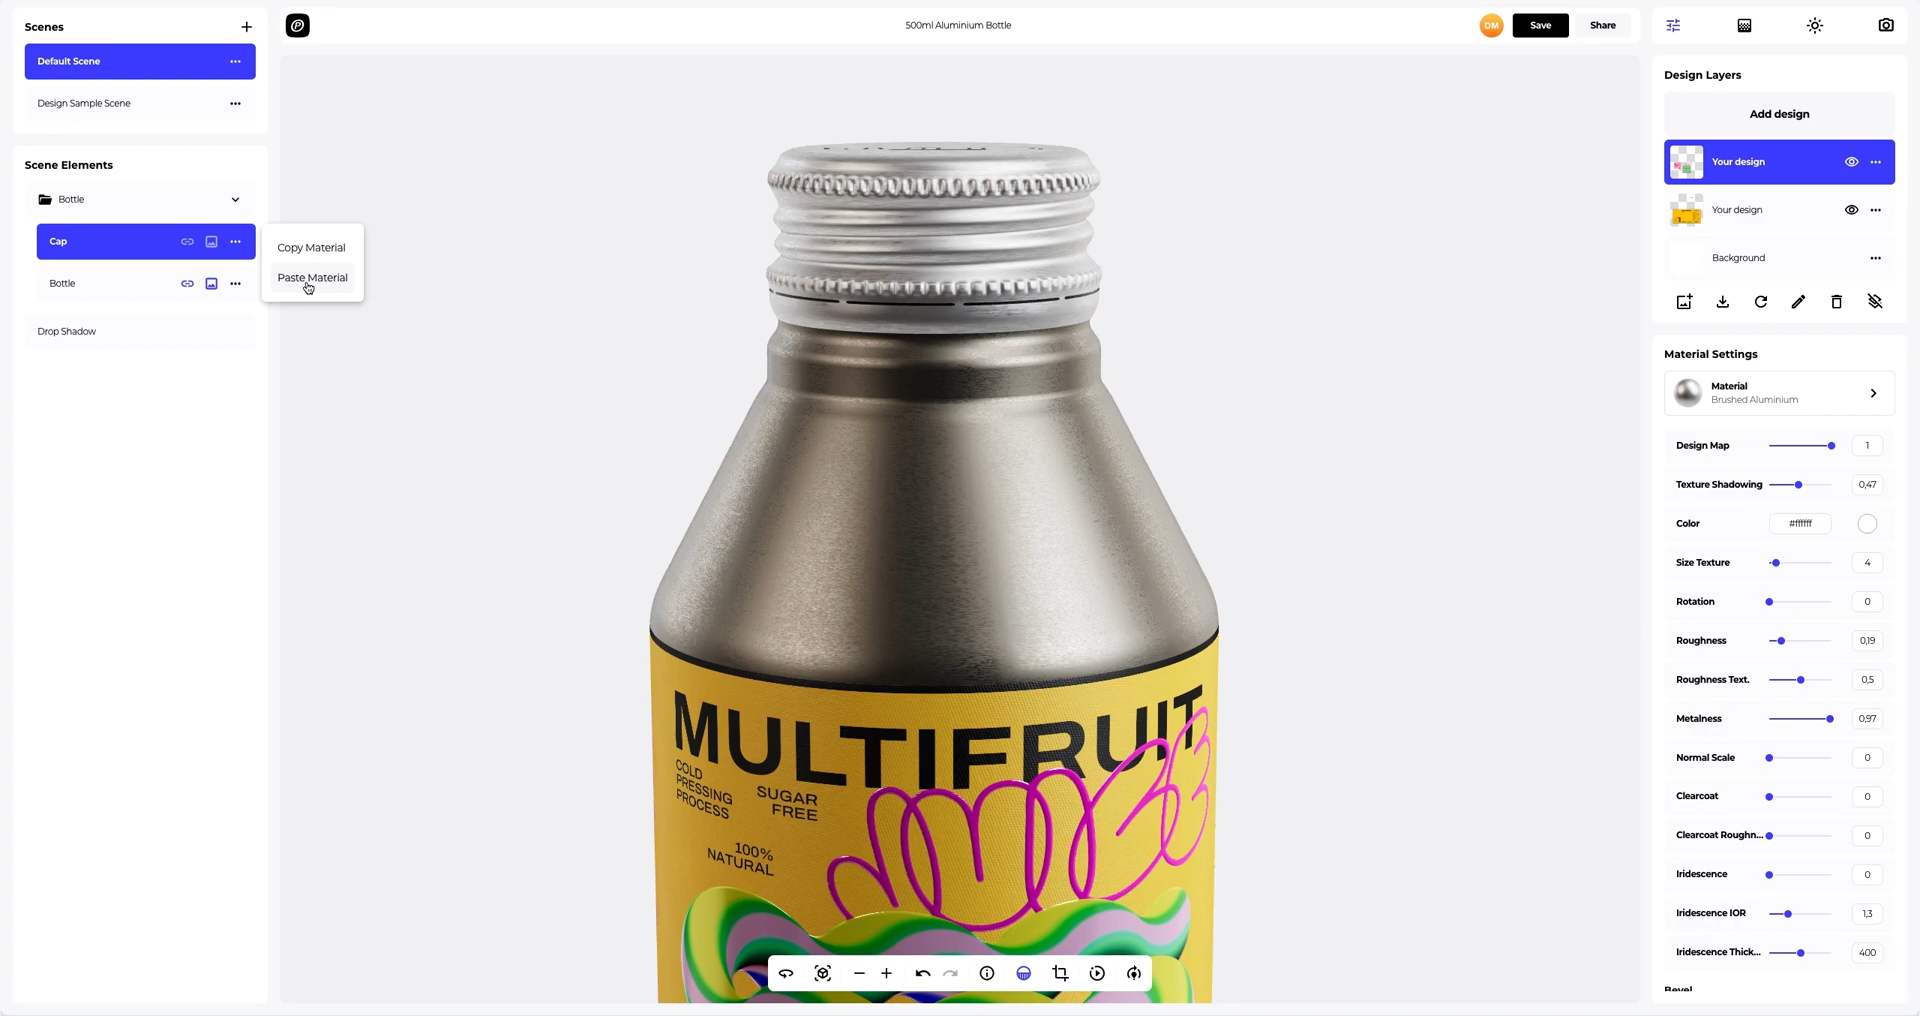 Scenes
Default Scene
Design Sample Scene
Scene Elements
Bottle
Cap
Bottle
Drop Shadow
Copy Material
Paste Material
500ml Aluminium Bottle
DM
Save
Share
MULTIFRUIT
COLD
PRESSING
PROCESS
SUGAR
FREE
100%
NATURAL
Design Layers
Add design
Your design
Your design
Background
Material Settings
Material
Brushed Aluminium
Design Map 1
Texture Shadowing 0,47
Color #ffffff
Size Texture 4
Rotation 0
Roughness 0,19
Roughness Text. 0,5
Metalness 0,97
Normal Scale 0
Clearcoat 0
Clearcoat Roughn... 0
Iridescence 0
Iridescence IOR 1,3
Iridescence Thick... 400
Bevel